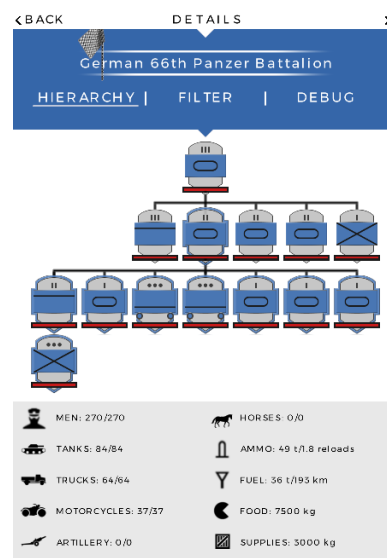 BACK DETAILS
German 66th Panzer Battalion
HIERARCHY | FILTER | DEBUG
III
III II II II I
II I I I I
MEN: 270/270 HORSES: 0/0
TANKS: 84/84 AMMO: 49 t/1.8 reloads
TRUCKS: 64/64 FUEL: 36 t/193 km
MOTORCYCLES: 37/37 FOOD: 7500 kg
ARTILLERY: 0/0 SUPPLIES: 3000 kg